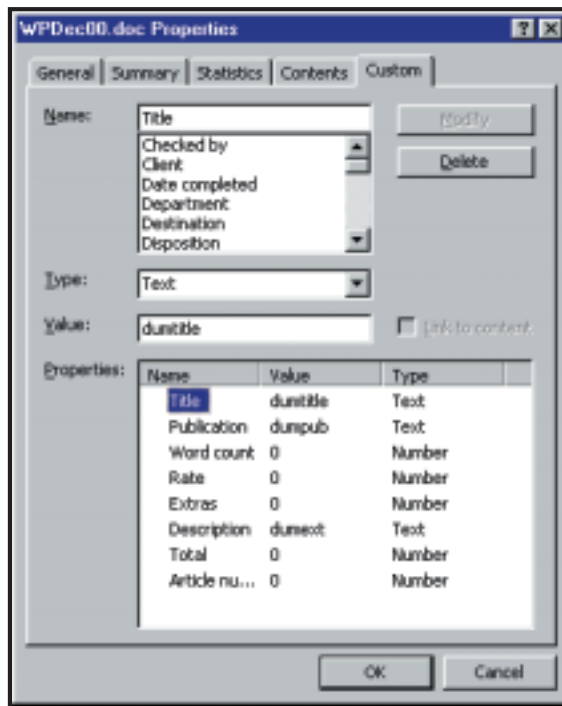 WPDec00.doc Properties
General Summary Statistics Contents Custom
Name: Title Modify
Checked by
Client
Date completed
Department
Destination
Disposition
Delete
Type: Text
Value: dumtitle Link to content
Properties: Name Value Type
Title dumtitle Text
Publication dumpub Text
Word count 0 Number
Rate 0 Number
Extras 0 Number
Description dumext Text
Total 0 Number
Article nu... 0 Number
OK Cancel